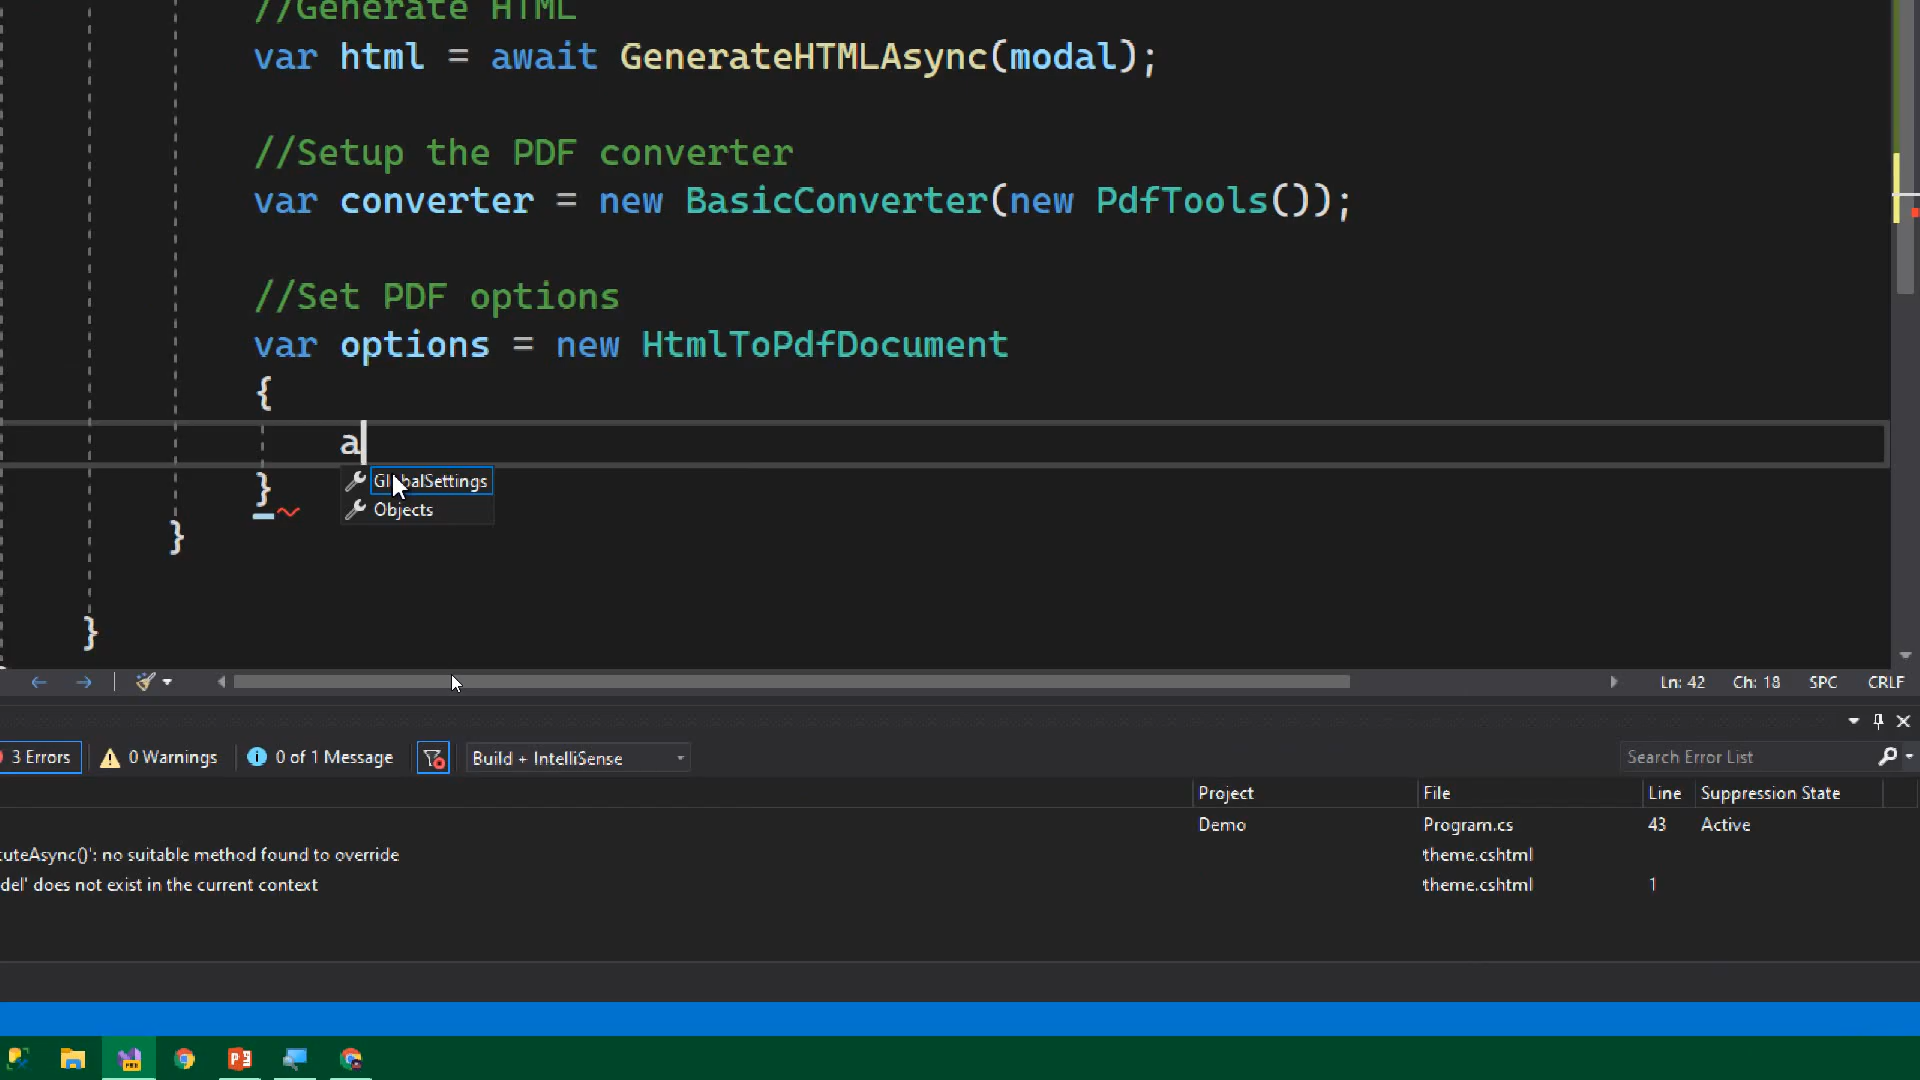 //Generate HTML
var html = await GenerateHTMLAsync(modal);
//Setup the PDF converter
var converter = new BasicConverter(new PdfTools());
//Set PDF options
var options = new HtmlToPdfDocument
{
a
GlobalSettings
}
Objects
}
}
Ln: 42 Ch: 18 SPC CRLF
3 Errors 0 Warnings 0 of 1 Message Build + IntelliSense Search Error List
Project File Line Suppression State
Demo Program.cs 43 Active
cuteAsync()': no suitable method found to override theme.cshtml
del' does not exist in the current context theme.cshtml 1